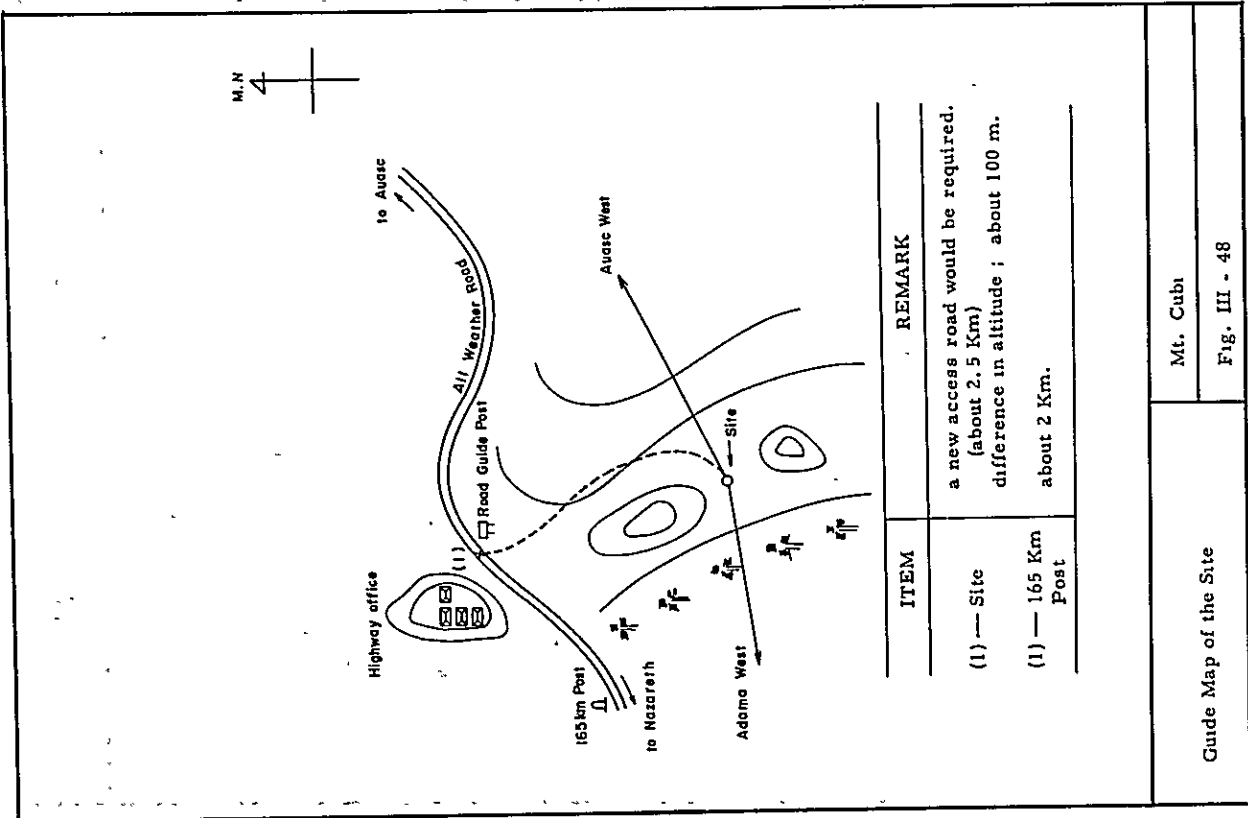 M.N
to Auasc
All Weather Road
Highway office
(1)
Road Guide Post
165km Post
to Nazareth
Auasc West
Site
Adama West
ITEM REMARK
(1) — Site a new access road would be required.
(about 2.5 Km)
difference in altitude ; about 100 m.
(1) — 165 Km about 2 Km.
Post
Guide Map of the Site
Mt. Cubi
Fig. III - 48